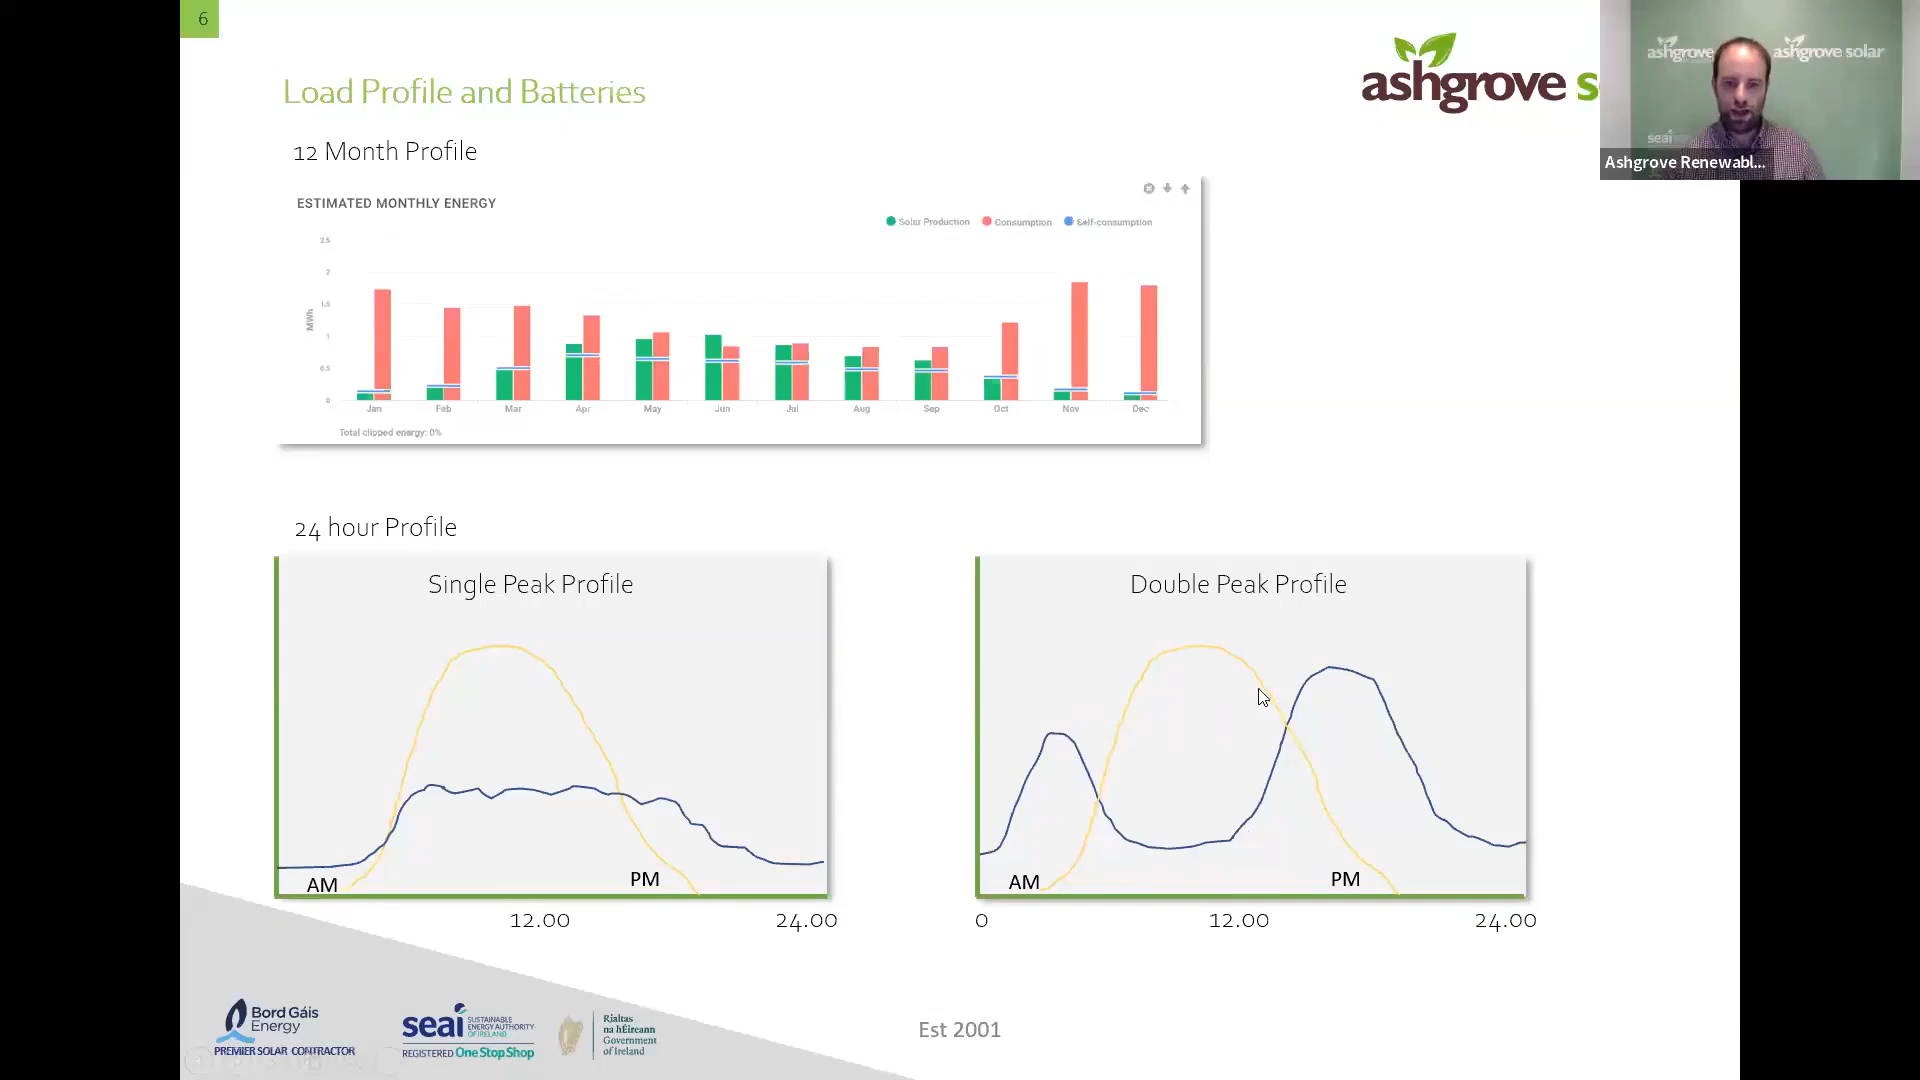 6
Load Profile and Batteries
ashgrove s
ashgrove
ashgrove solar
seai
Ashgrove Renewabl...
12 Month Profile
ESTIMATED MONTHLY ENERGY
Solar Production Consumption Self-consumption
2.5
2
1.5
1
0.5
0
MWh
Jan Feb Mar Apr May Jun Jul Aug Sep Oct Nov Dec
Total clipped energy: 0%
24 hour Profile
Single Peak Profile
AM PM
12.00 24.00
Double Peak Profile
AM PM
0 12.00 24.00
Bord Gáis
Energy
PREMIER SOLAR CONTRACTOR
seai SUSTAINABLE
ENERGY AUTHORITY
OF IRELAND
REGISTERED One Stop Shop
Rialtas
na hÉireann
Government
of Ireland
Est 2001